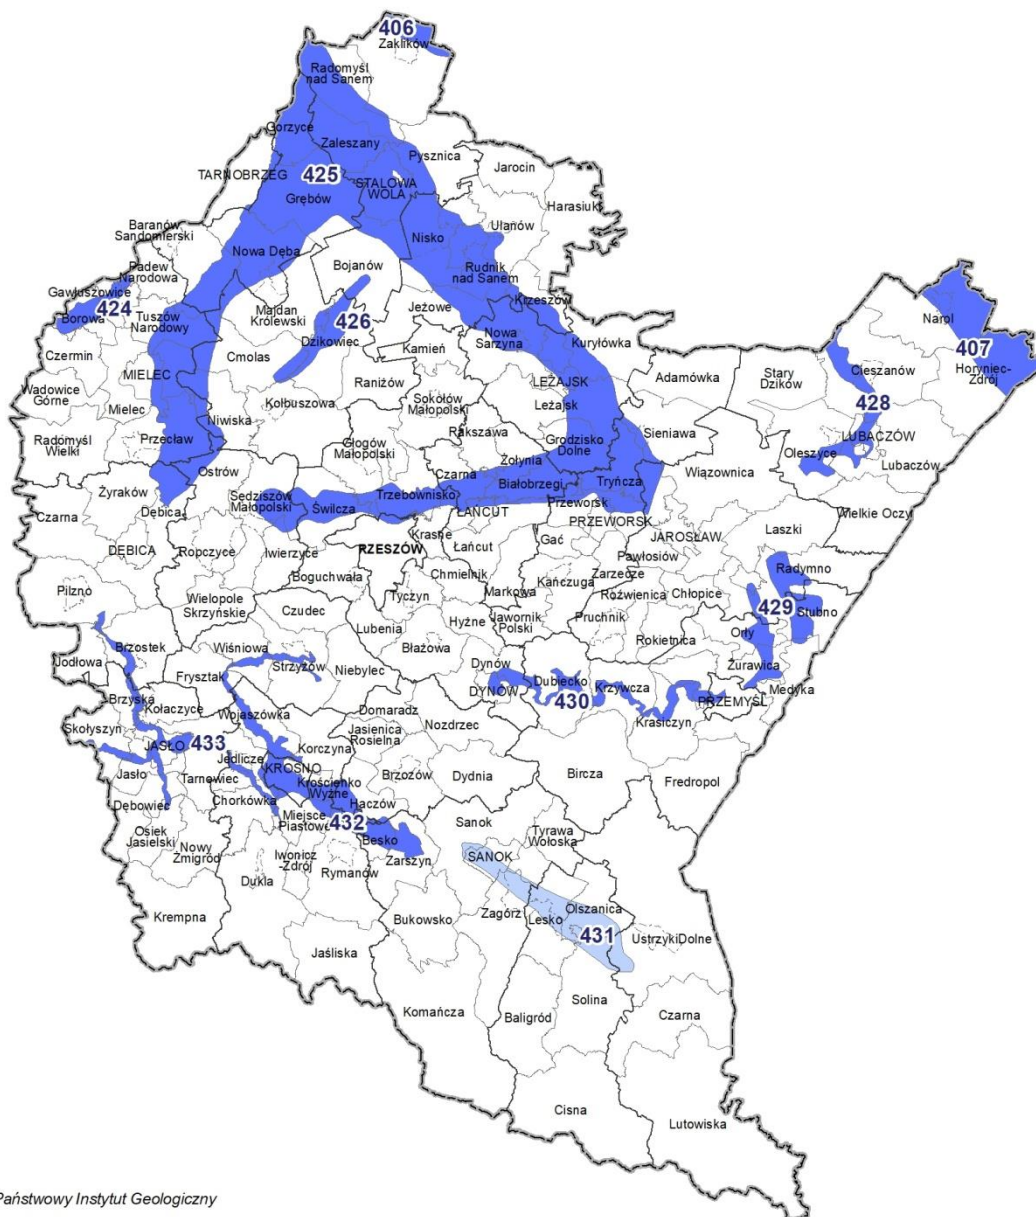 406
Zaklików
Radomyśl
nad Sanem
Gorzyce
Zaleszany
Pysznica
Jarocin
TARNOBRZEG
425
STALOWA
WOLA
Grębów
Harasiuki
Baranów
Sandomierski
Ulanów
Nisko
Nowa Dęba
Bojanów
Rudnik
nad Sanem
Padew
Narodowa
Gawłuszowice
424
Borowa
Tuszów
Narodowy
Majdan
Królewski
426
Jeżowe
Krzeszów
Narol
407
Dzikowiec
Nowa
Sarzyna
Kuryłówka
Horyniec-
Zdrój
Czermin
Cmolas
Kamień
Stary
Dzików
Cieszanów
MIELEC
Raniżów
LEŻAJSK
Adamówka
428
Wadowice
Górne
Mielec
Kolbuszowa
Sokołów
Małopolski
Leżajsk
Niwiska
Radomyśl
Wielki
Przecław
Głogów
Małopolski
Rakszawa
Grodzisko
Dolne
Sieniawa
LUBACZÓW
Oleszyce
Lubaczów
Ostrów
Czarna
Żołynia
Wiązownica
Żyraków
Sędziszów
Małopolski
Trzebownisko
Białobrzegi
Tryńcza
Czarna
Dębica
Świlcza
ŁAŃCUT
Przeworsk
PRZEWORSK
Wielkie Oczy
DĘBICA
Ropczyce
Iwierzyce
Krasne
RZESZÓW
Łańcut
Gać
JAROSŁAW
Laszki
Pawłosiów
Boguchwała
Chmielnik
Kańczuga
Zarzecze
Radymno
Pilzno
Wielopole
Skrzyńskie
Tyczyn
Markowa
Roźwienica
Chłopice
Czudec
Hyżne
Jawornik
Polski
Pruchnik
429
Stubno
Lubenia
Rokietnica
Orły
Brzostek
Wiśniowa
Błażowa
Jodłowa
Strzyżów
Niebylec
Dynów
Żurawica
Frysztak
DYNÓW
Dubiecko
Krzywcza
Medyka
Brzyska
430
PRZEMYŚL
Kołaczyce
Wojaszówka
Domaradz
Nozdrzec
Krasiczyn
Skołyszyn
Jasienica
Rosielna
JASŁO
433
Korczyna
Jedlicze
KROSNO
Brzozów
Dydnia
Bircza
Fredropol
Jasło
Tarnowiec
Krościenko
Wyżne
Chorkówka
Haczów
Dębowiec
Miejsce
Piastowe
432
Sanok
Tyrawa
Wołoska
Osiek
Jasielski
Besko
Nowy
Żmigród
Iwonicz
-Zdrój
Zarszyn
SANOK
Dukla
Rymanów
Krempna
Bukowsko
Zagórz
Lesko
Olszanica
431
UstrzykiDolne
Jaśliska
Solina
Komańcza
Baligród
Czarna
Cisna
Lutowiska
Państwowy Instytut Geologiczny